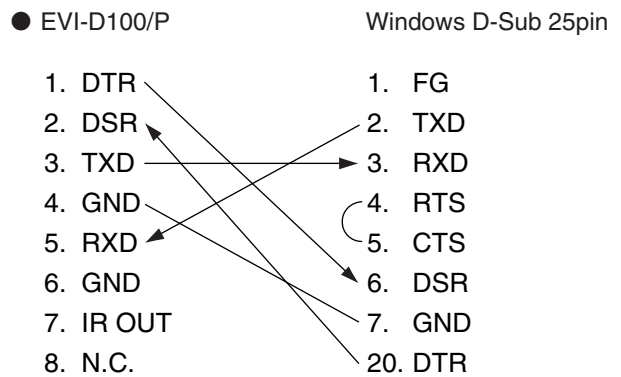 ● EVI-D100/P Windows D-Sub 25pin
1. DTR 1. FG
2. DSR 2. TXD
3. TXD 3. RXD
4. GND 4. RTS
5. RXD 5. CTS
6. GND 6. DSR
7. IR OUT 7. GND
8. N.C. 20. DTR